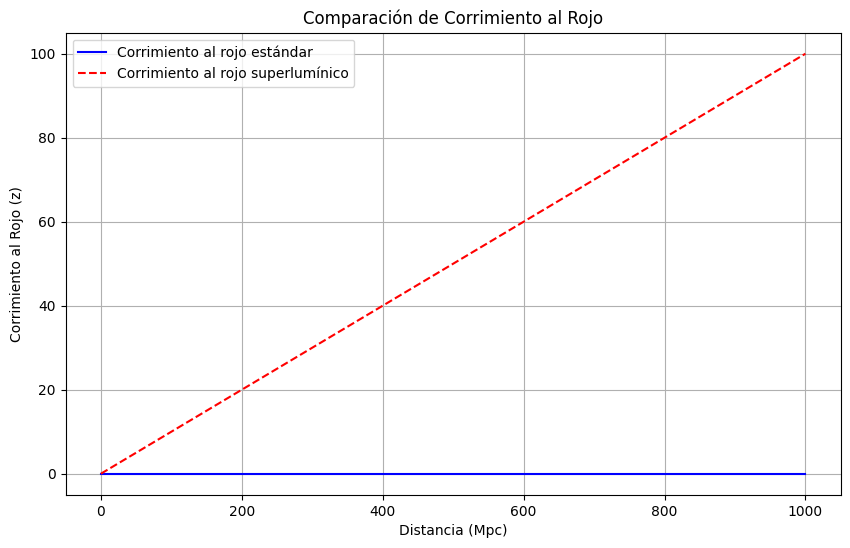 Comparación de Corrimiento al Rojo
Corrimiento al rojo estándar
Corrimiento al rojo superlumínico
Corrimiento al Rojo (z)
100
80
60
40
20
0
0 200 400 600 800 1000
Distancia (Mpc)